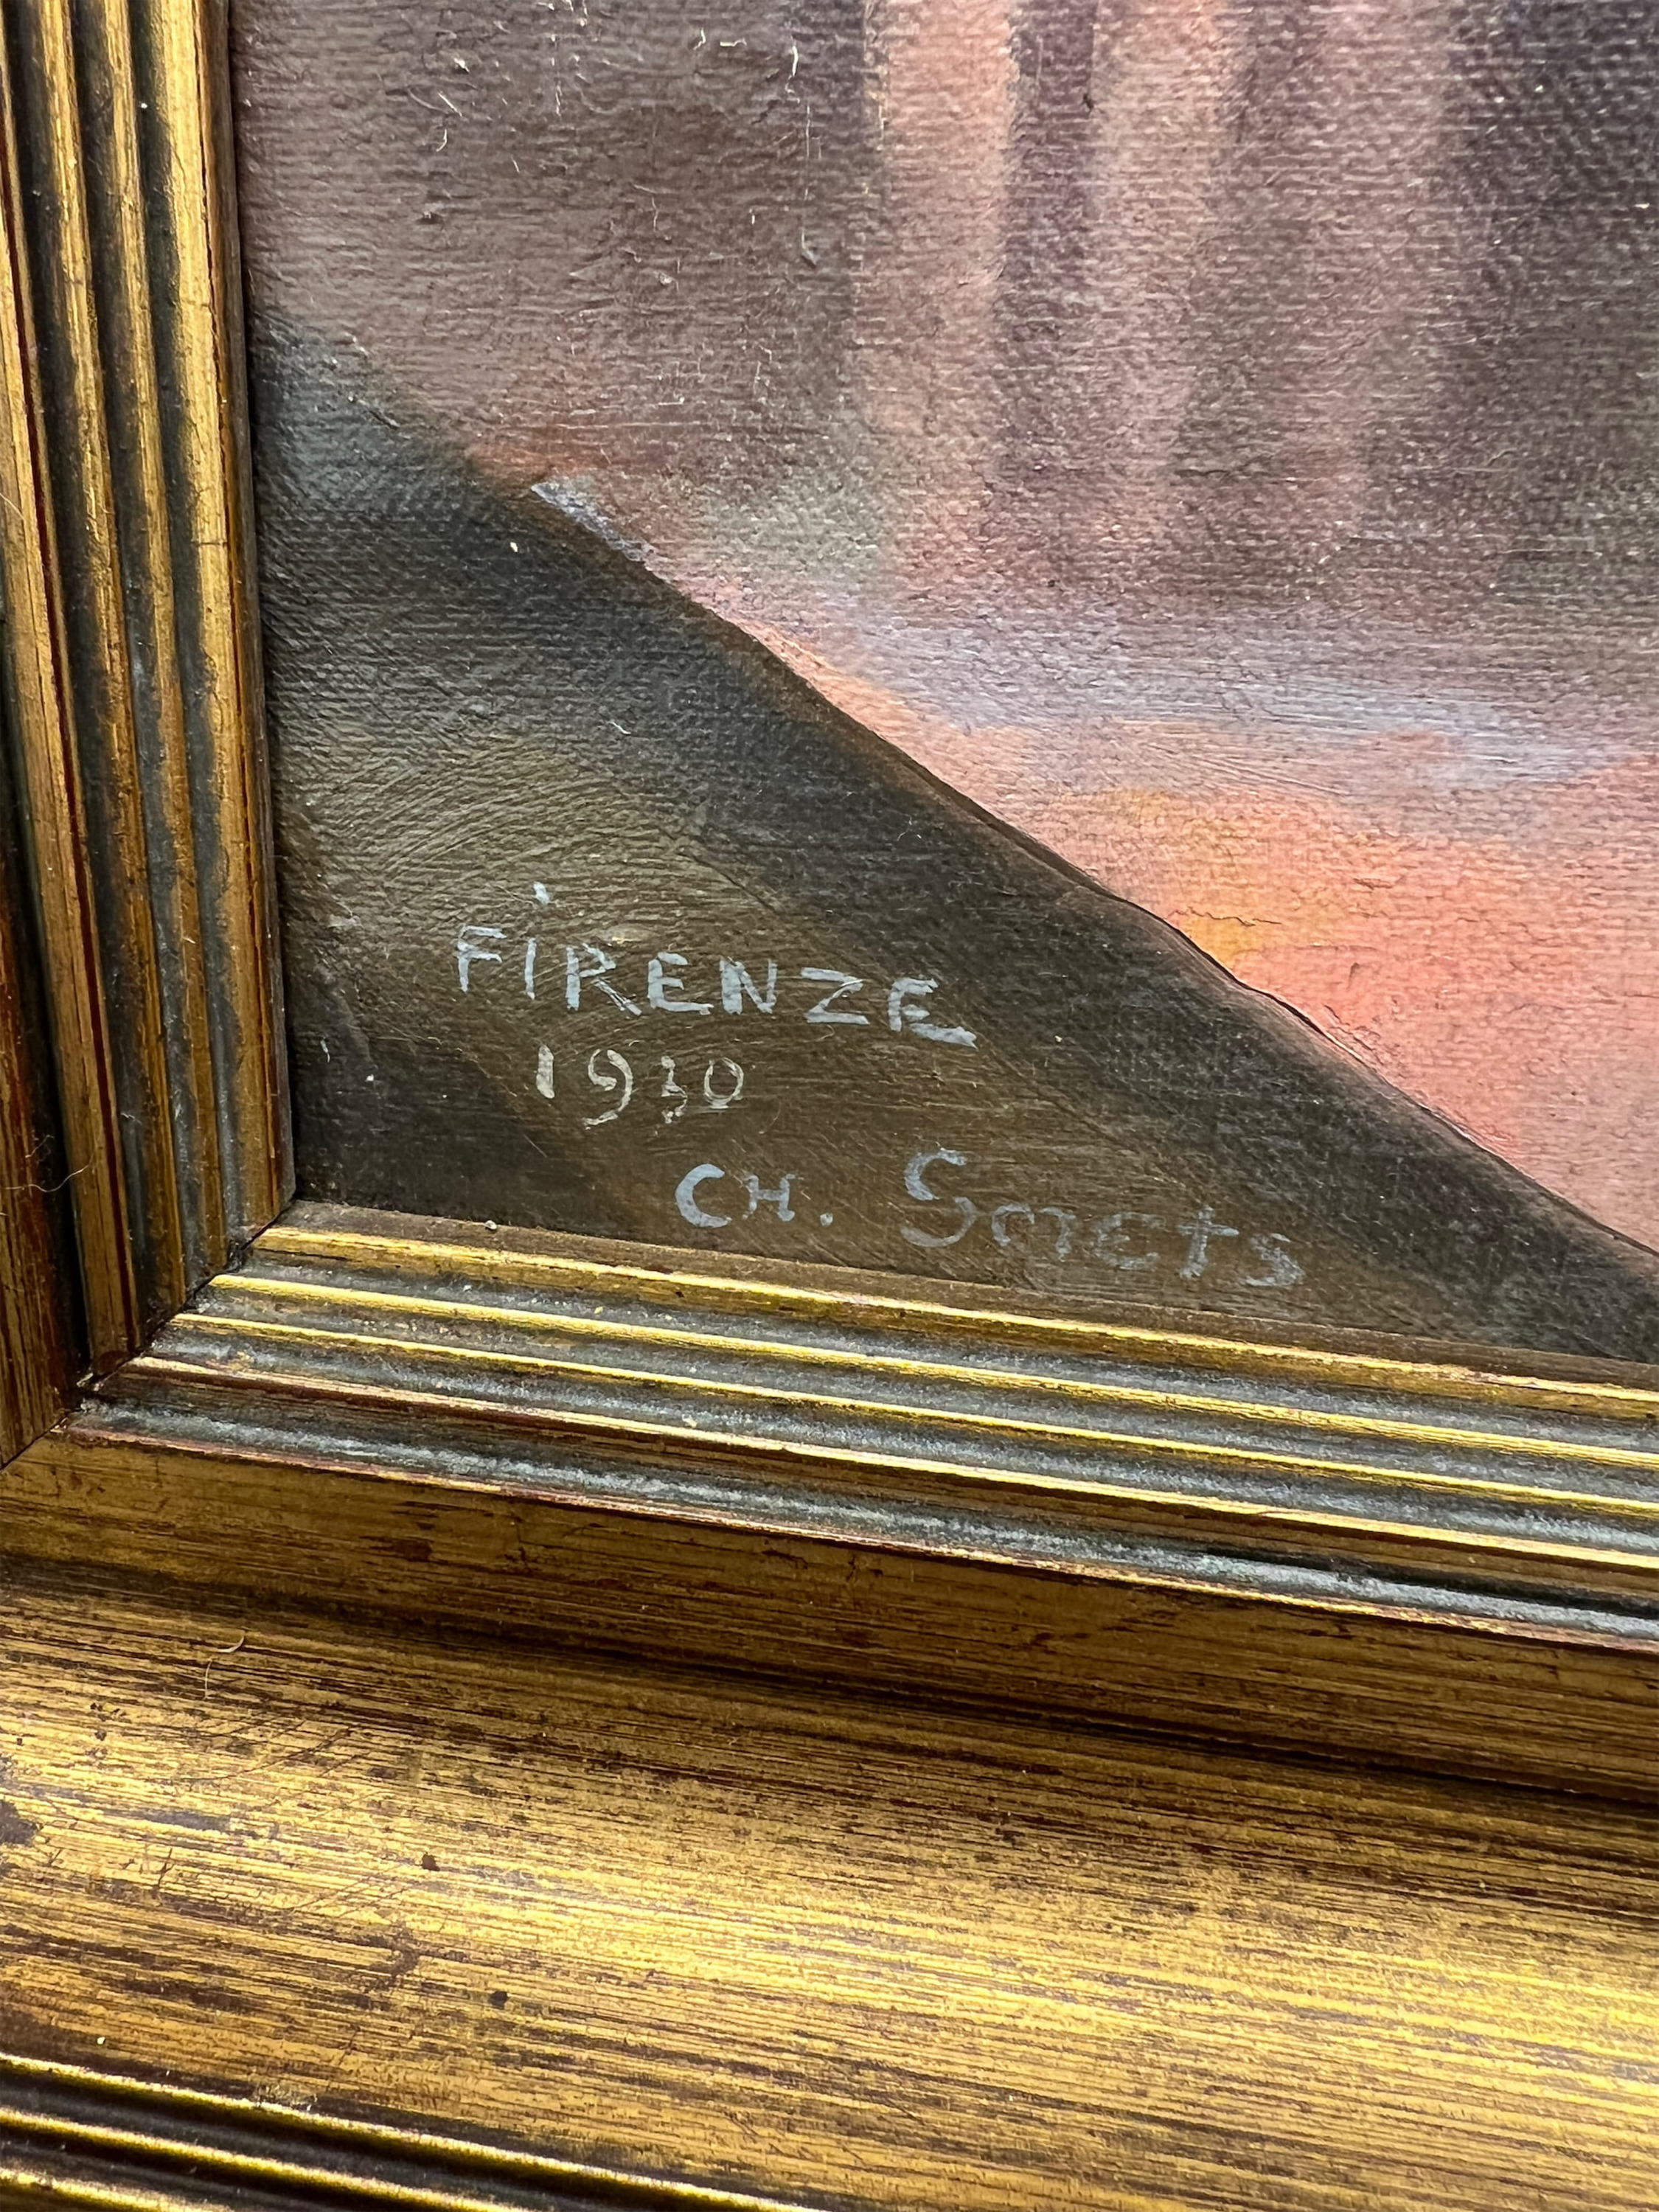 FIRENZE
1930
CH. Smets